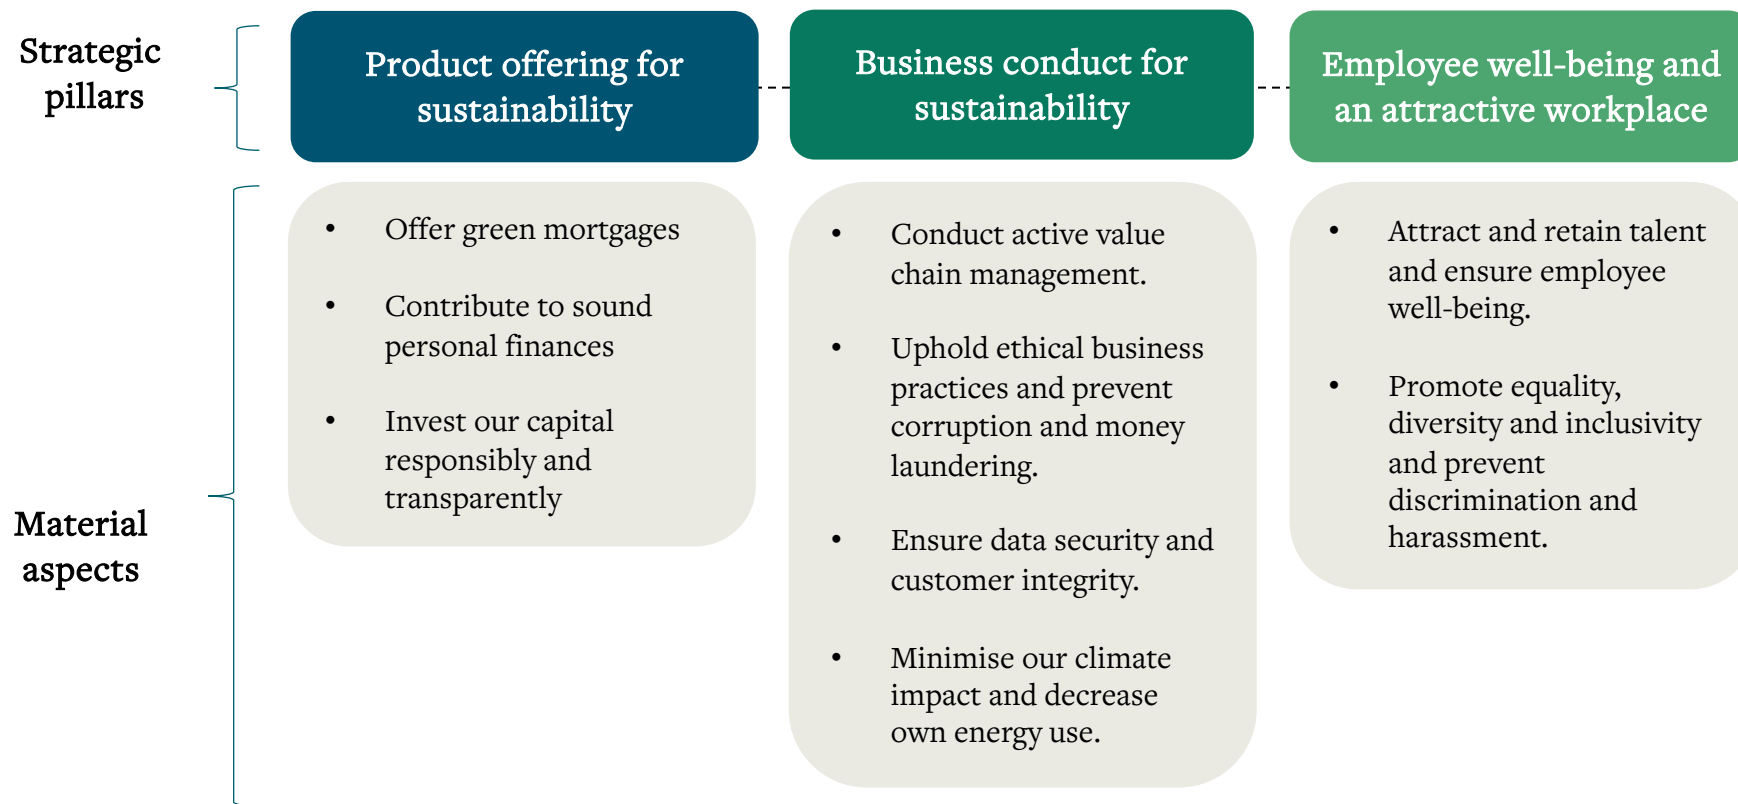 Strategic
pillars
Product offering for
sustainability
Business conduct for
sustainability
Employee well-being and
an attractive workplace
Material
aspects
• Offer green mortgages
• Contribute to sound
personal finances
• Invest our capital
responsibly and
transparently
• Conduct active value
chain management.
• Uphold ethical business
practices and prevent
corruption and money
laundering.
• Ensure data security and
customer integrity.
• Minimise our climate
impact and decrease
own energy use.
• Attract and retain talent
and ensure employee
well-being.
• Promote equality,
diversity and inclusivity
and prevent
discrimination and
harassment.